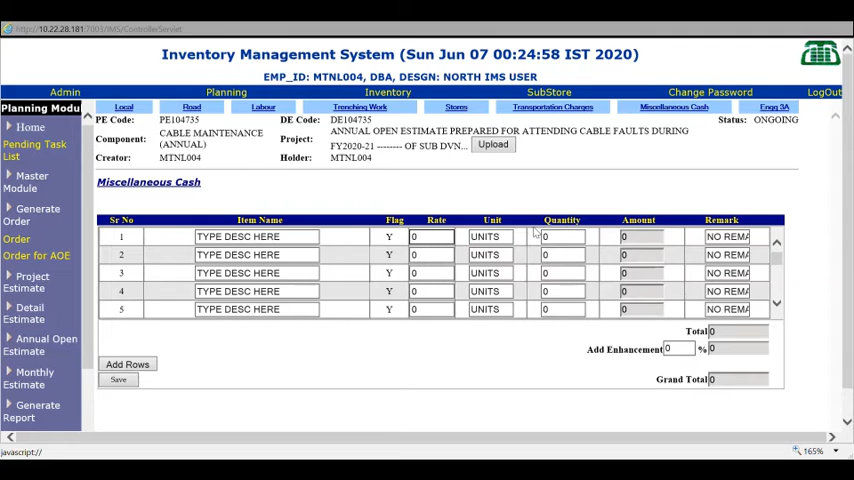 http://10.22.28.181:7003/IMS/ControllerServlet
Inventory Management System (Sun Jun 07 00:24:58 IST 2020)
EMP_ID: MTNL004, DBA, DESGN: NORTH IMS USER
Admin Planning Inventory SubStore Change Password LogOut
Planning Modu Local Road Labour Trenching Work Stores Transportation Charges Miscellaneous Cash Engg 3A
Home
Pending Task
List
Master
Module
Generate
Order
Order
Order for AOE
Project
Estimate
Detail
Estimate
Annual Open
Estimate
Monthly
Estimate
Generate
Report
PE Code: PE104735 DE Code: DE104735 Status: ONGOING
Component: CABLE MAINTENANCE
(ANNUAL)
Project: ANNUAL OPEN ESTIMATE PREPARED FOR ATTENDING CABLE FAULTS DURING
FY2020-21 -------- OF SUB DVN... Upload
Creator: MTNL004 Holder: MTNL004
Miscellaneous Cash
Sr No Item Name Flag Rate Unit Quantity Amount Remark
1 TYPE DESC HERE Y 0 UNITS 0 0 NO REMA
2 TYPE DESC HERE Y 0 UNITS 0 0 NO REMA
3 TYPE DESC HERE Y 0 UNITS 0 0 NO REMA
4 TYPE DESC HERE Y 0 UNITS 0 0 NO REMA
5 TYPE DESC HERE Y 0 UNITS 0 0 NO REMA
Total 0
Add Enhancement 0 % 0
Add Rows
Save
Grand Total 0
javascript:// 165%